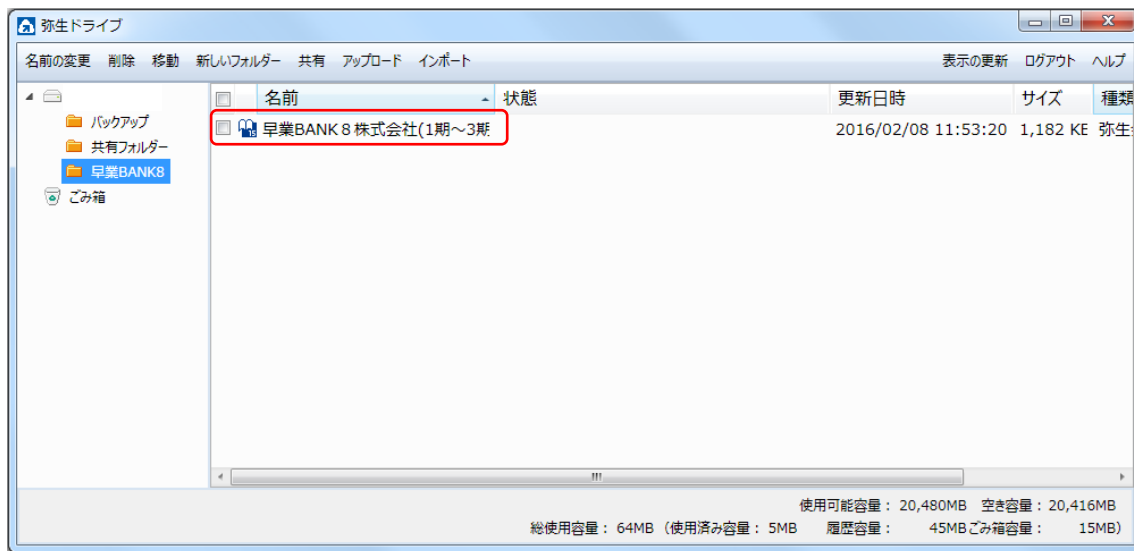 弥生ドライブ
名前の変更 削除 移動 新しいフォルダー 共有 アップロード インポート 表示の更新 ログアウト ヘルプ
名前 状態 更新日時 サイズ 種類
バックアップ
早業BANK8株式会社(1期～3期 2016/02/08 11:53:20 1,182 KE 弥生
共有フォルダー
早業BANK8
ごみ箱
使用可能容量： 20,480MB 空き容量： 20,416MB
総使用容量： 64MB（使用済み容量： 5MB 履歴容量： 45MBごみ箱容量： 15MB）